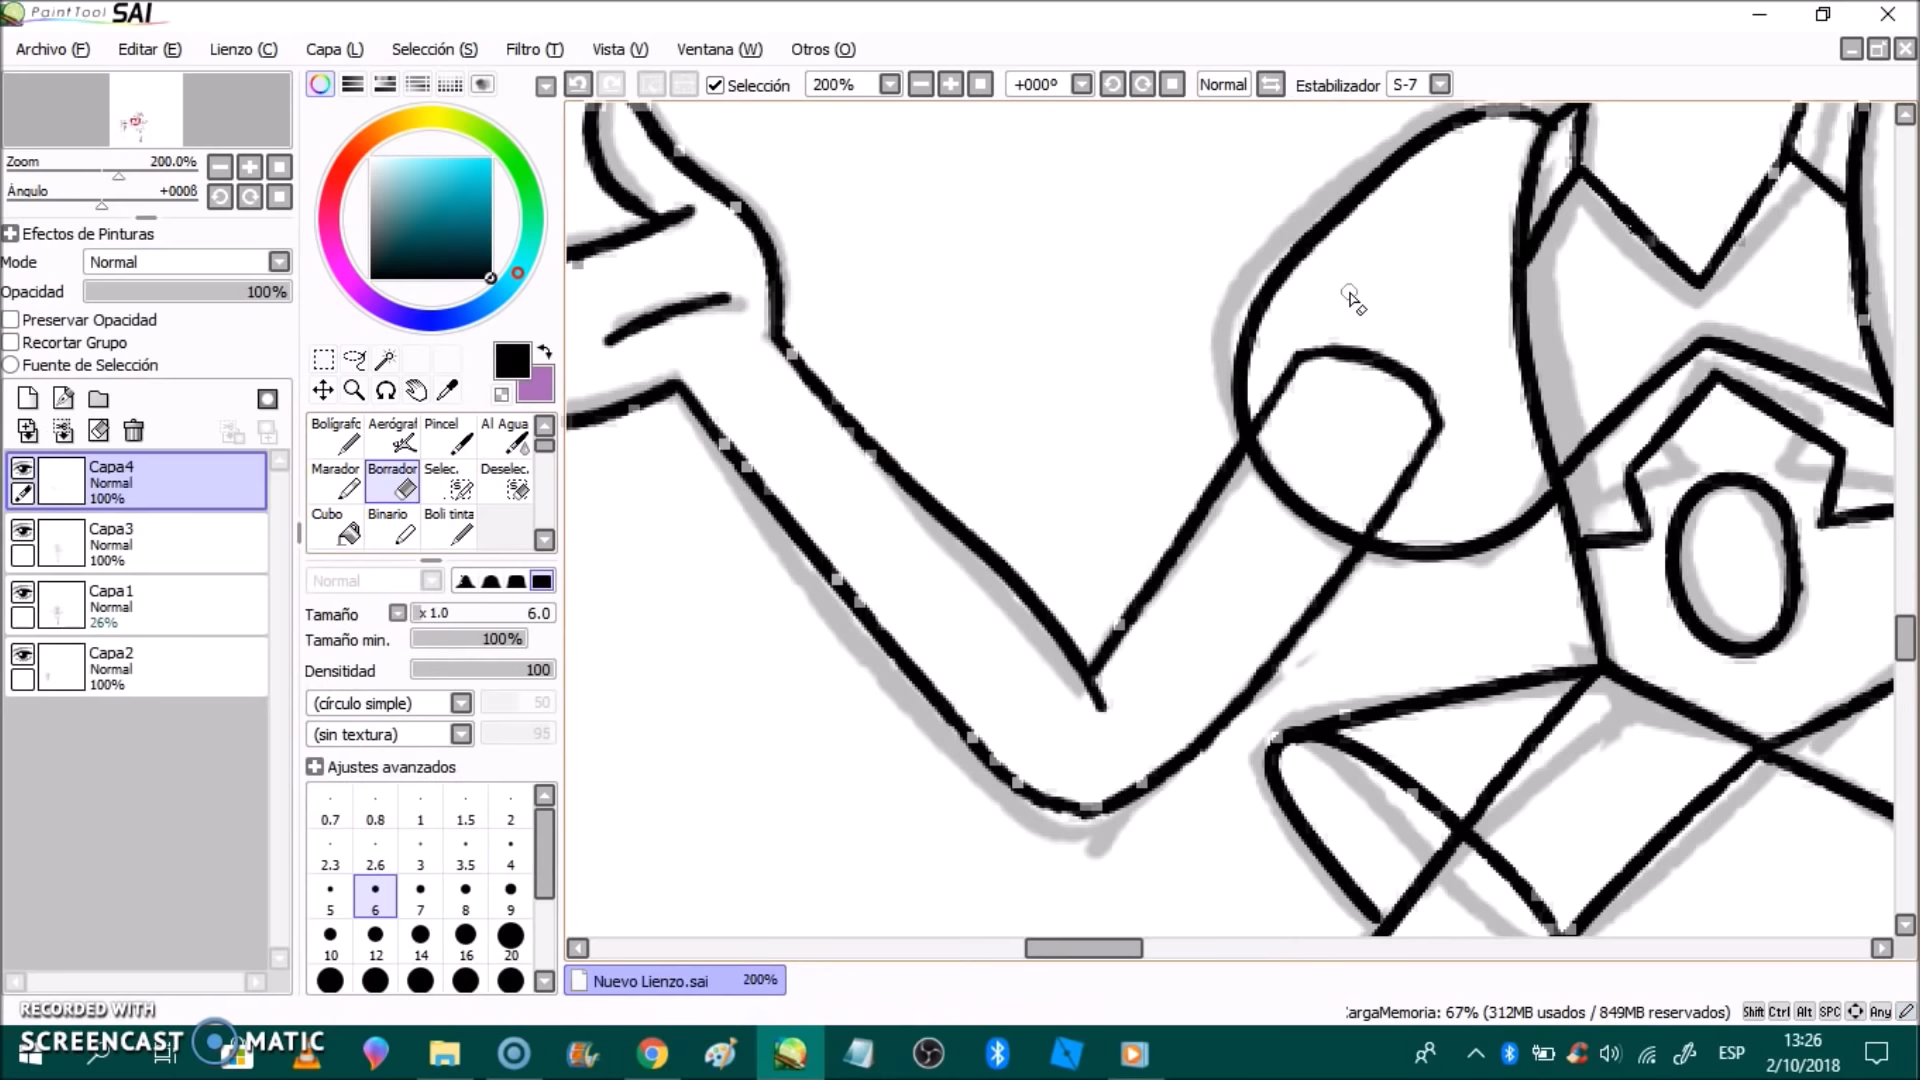 PaintTool SAI
Archivo (F) Editar (E) Lienzo (C) Capa (L) Selección (S) Filtro (T) Vista (V) Ventana (W) Otros (O)
Selección 200% +000º Normal Estabilizador S-7
Zoom 200.0%
Ángulo +000ß
Efectos de Pinturas
Mode Normal
Opacidad 100%
Preservar Opacidad
Recortar Grupo
Fuente de Selección
Capa4
Normal
100%
Capa3
Normal
100%
Capa1
Normal
26%
Capa2
Normal
100%
Bolígrafc Aerógraf Pincel Al Agua
Marador Borrador Selec. Deselec.
Cubo Binario Boli tinta
Normal
Tamaño x 1.0 6.0
Tamaño min. 100%
Densitidad 100
(círculo simple) 50
(sin textura) 95
Ajustes avanzados
0.7 0.8 1 1.5 2
2.3 2.6 3 3.5 4
5 6 7 8 9
10 12 14 16 20
Nuevo Lienzo.sai 200%
CargaMemoria: 67% (312MB usados / 849MB reservados) Shift Ctrl Alt SPC Any
RECORDED WITH
SCREENCAST MATIC
ESP
13:26
2/10/2018